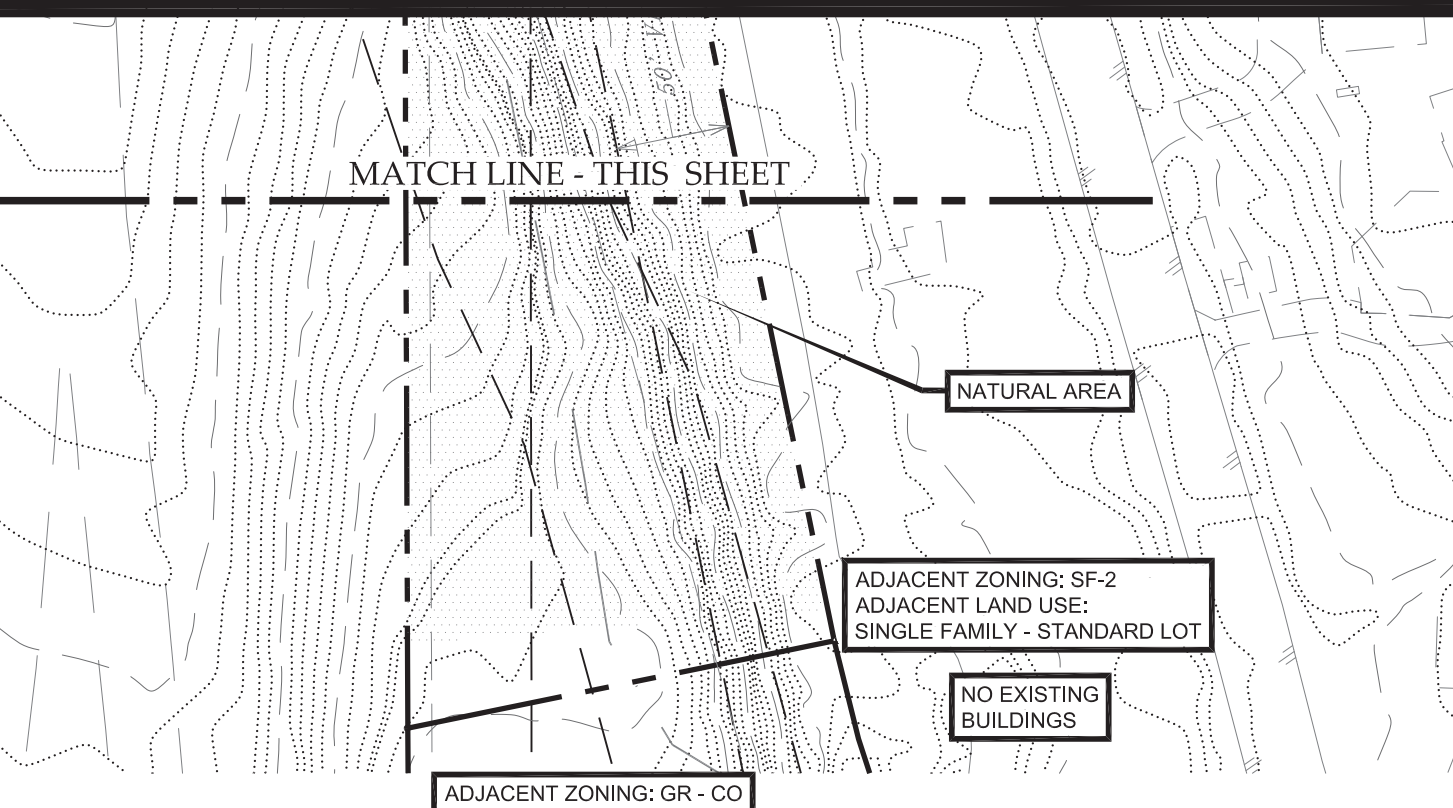 MATCH LINE - THIS SHEET
NATURAL AREA
ADJACENT ZONING: SF-2
ADJACENT LAND USE:
SINGLE FAMILY - STANDARD LOT
NO EXISTING
BUILDINGS
ADJACENT ZONING: GR - CO